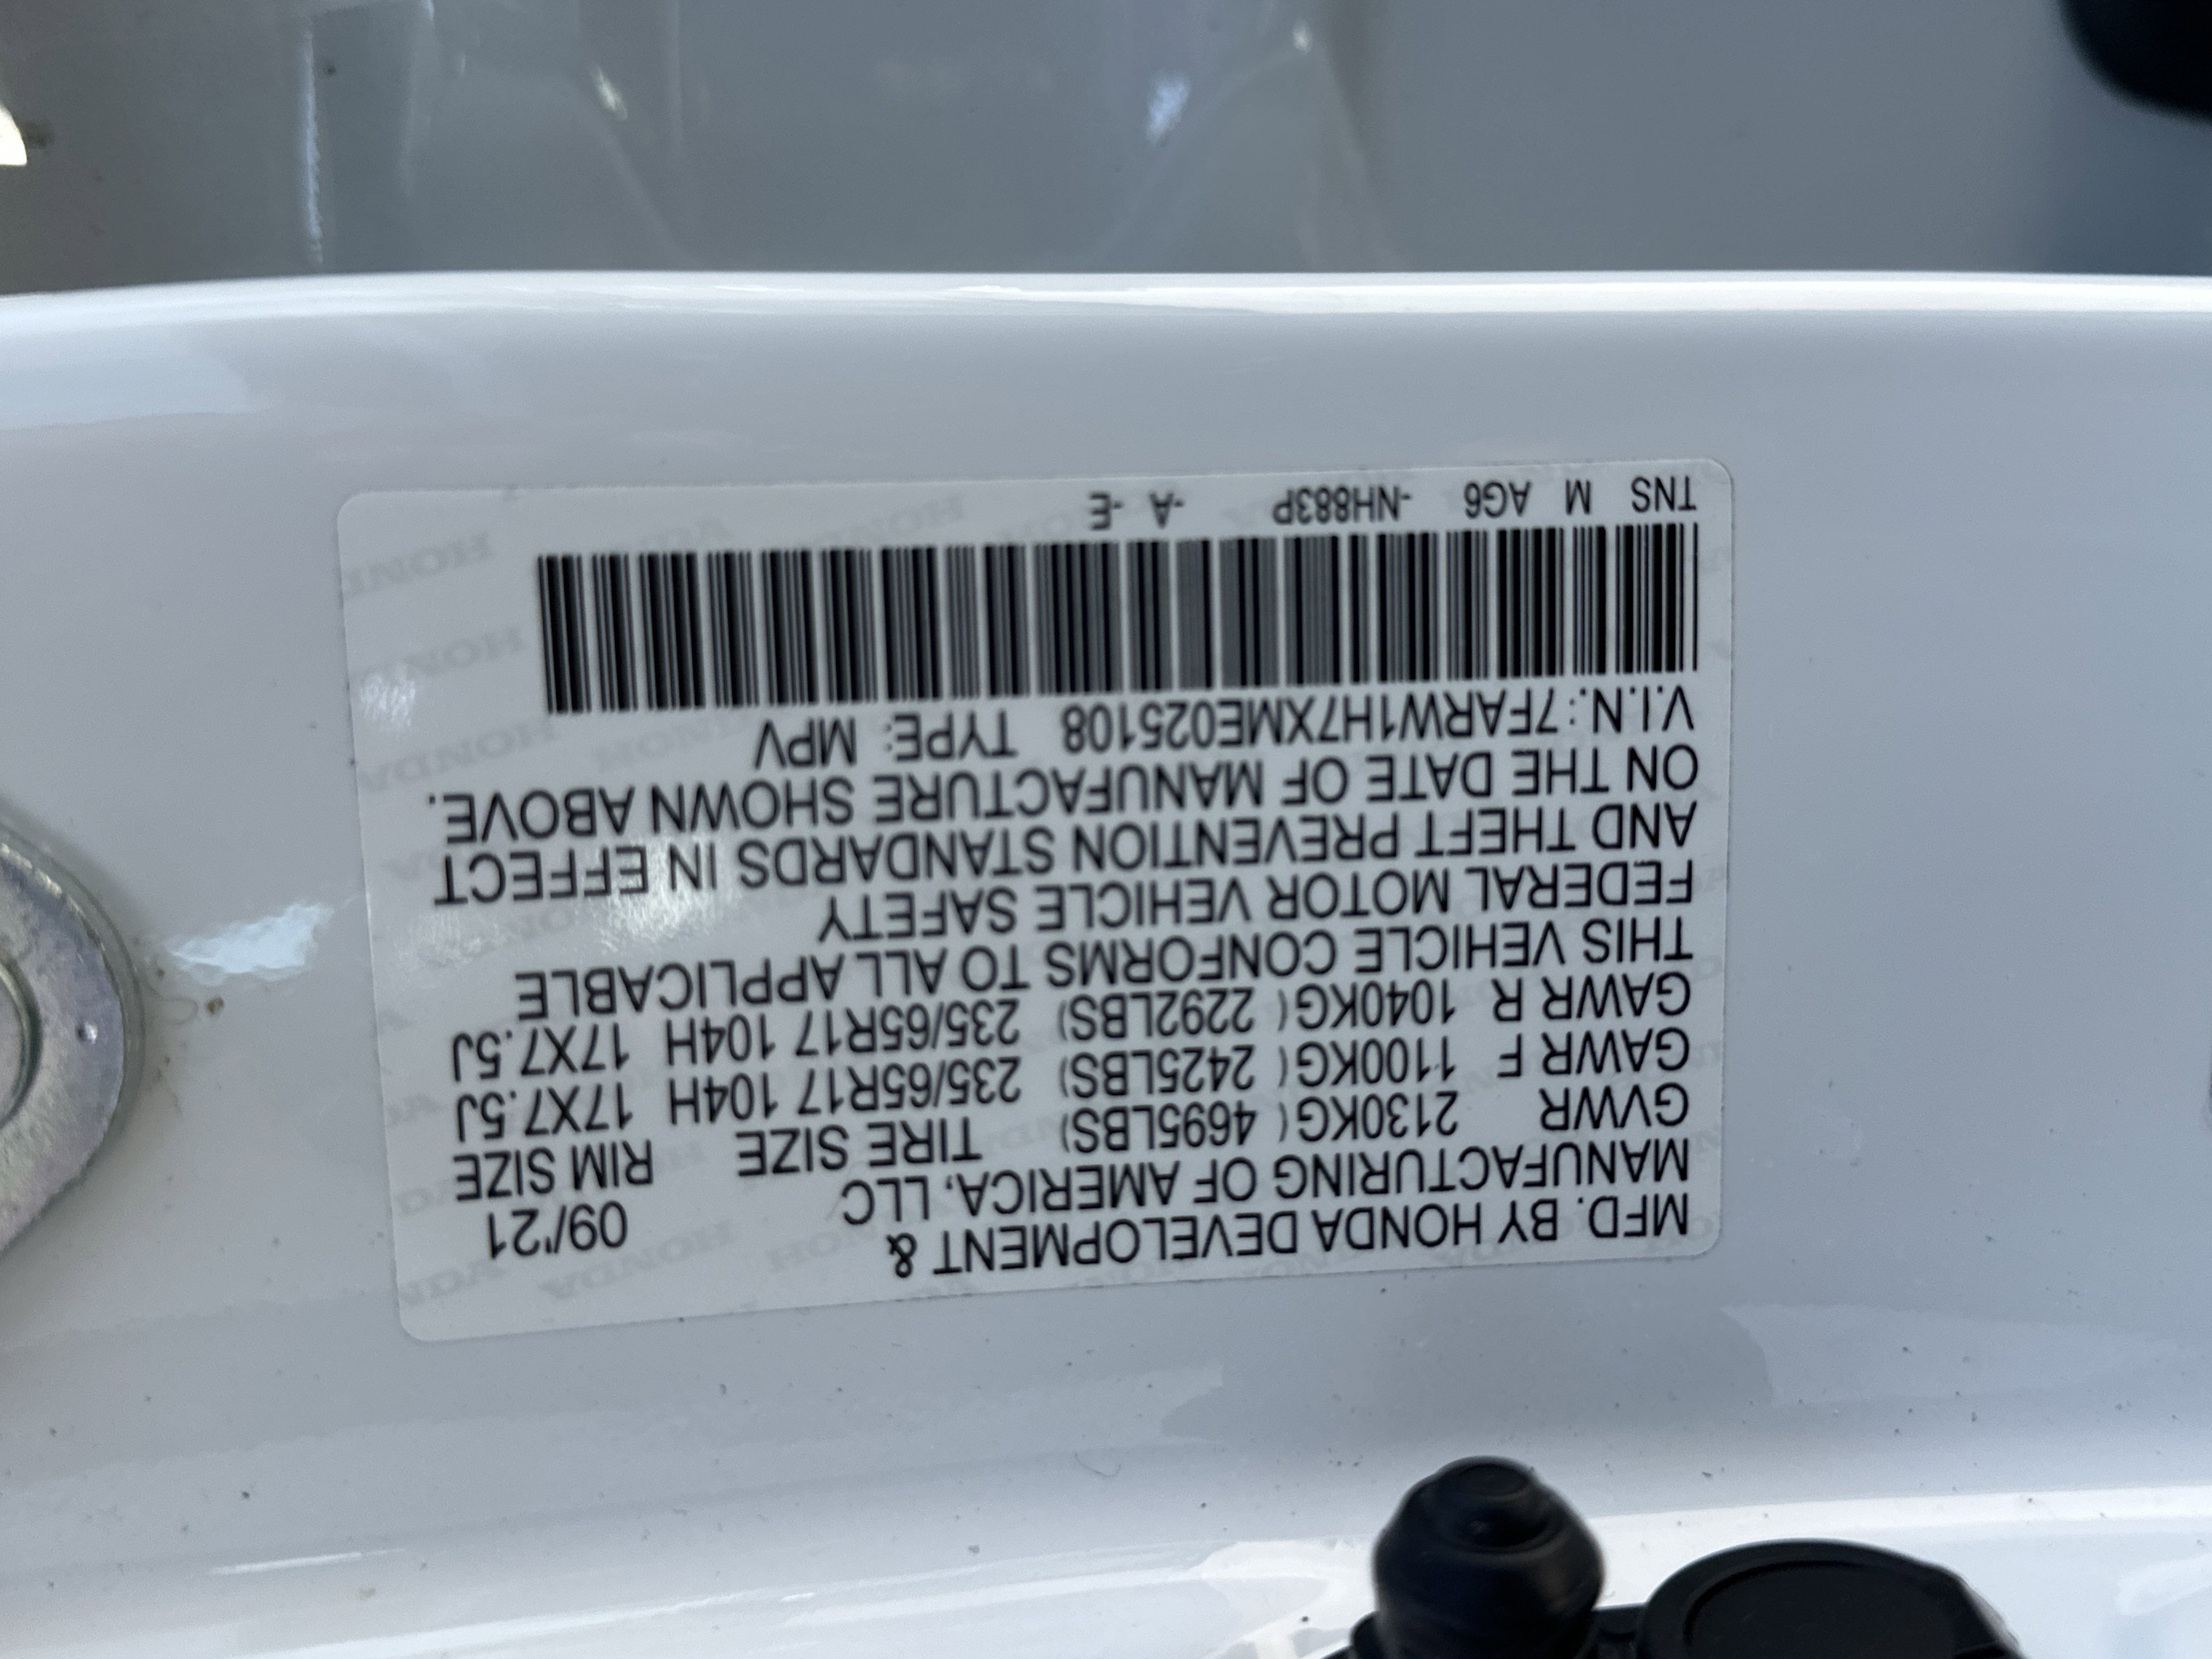 MFD. BY HONDA DEVELOPMENT &
MANUFACTURING OF AMERICA, LLC 09/'21
GVWR 2130KG ( 4695LBS) TIRE SIZE RIM SIZE
GAWR F 1100KG ( 2425LBS) 235/65R17 104H 17X7.5J
GAWR R 1040KG ( 2292LBS) 235/65R17 104H 17X7.5J
THIS VEHICLE CONFORMS TO ALL APPLICABLE
FEDERAL MOTOR VEHICLE SAFETY
AND THEFT PREVENTION STANDARDS IN EFFECT
ON THE DATE OF MANUFACTURE SHOWN ABOVE.
V.I.N.: 7FARW1H7XME025108 TYPE: MPV
TNS M AG6 -NH883P -A -E